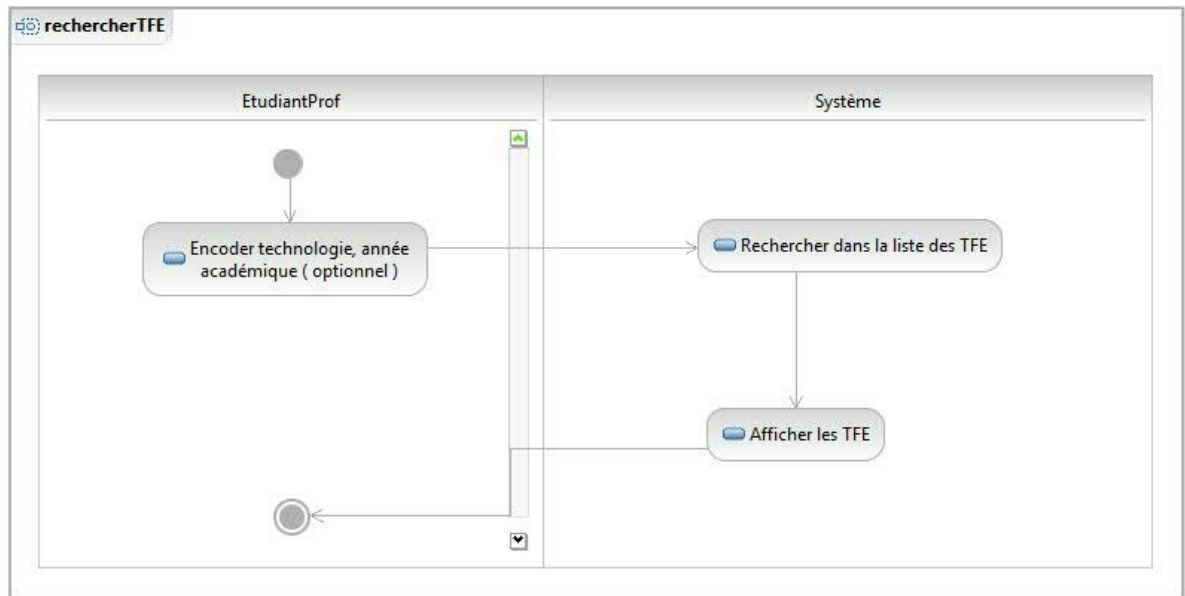 rechercherTFE
EtudiantProf
Système
Encoder technologie, année
académique ( optionnel )
Rechercher dans la liste des TFE
Afficher les TFE